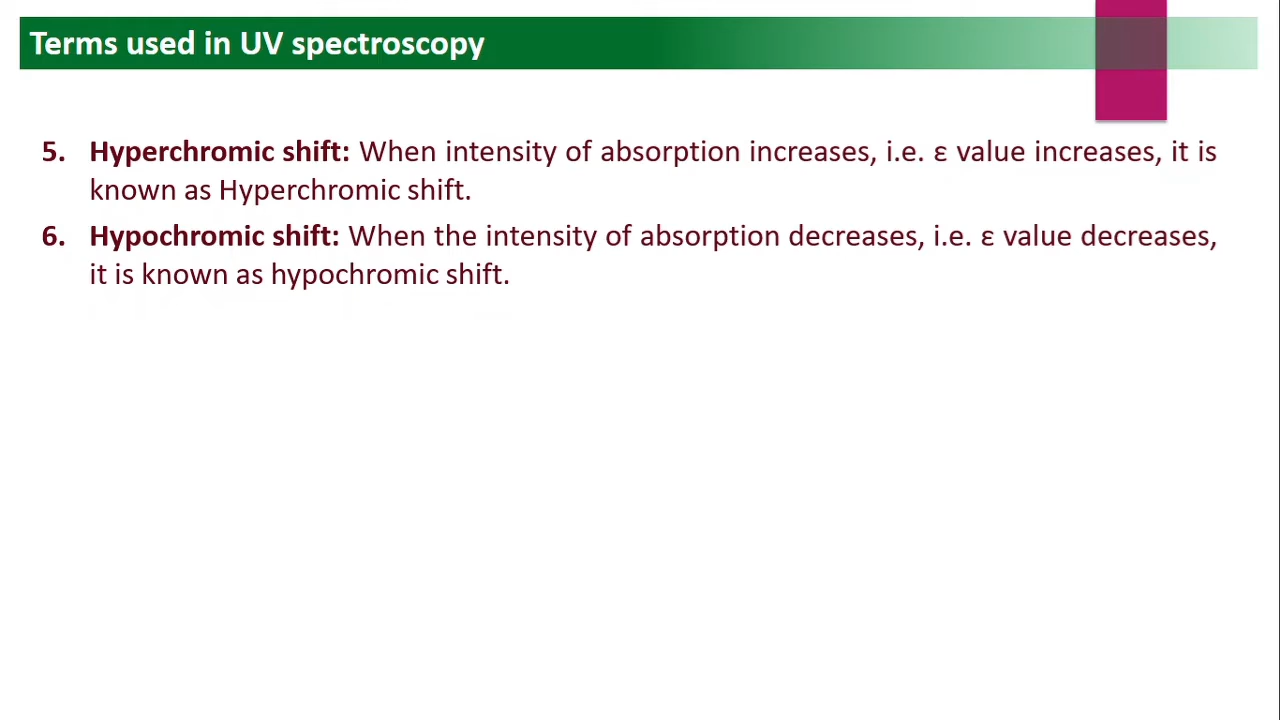 Terms used in UV spectroscopy
5. Hyperchromic shift: When intensity of absorption increases, i.e. ε value increases, it is
known as Hyperchromic shift.
6. Hypochromic shift: When the intensity of absorption decreases, i.e. ε value decreases,
it is known as hypochromic shift.